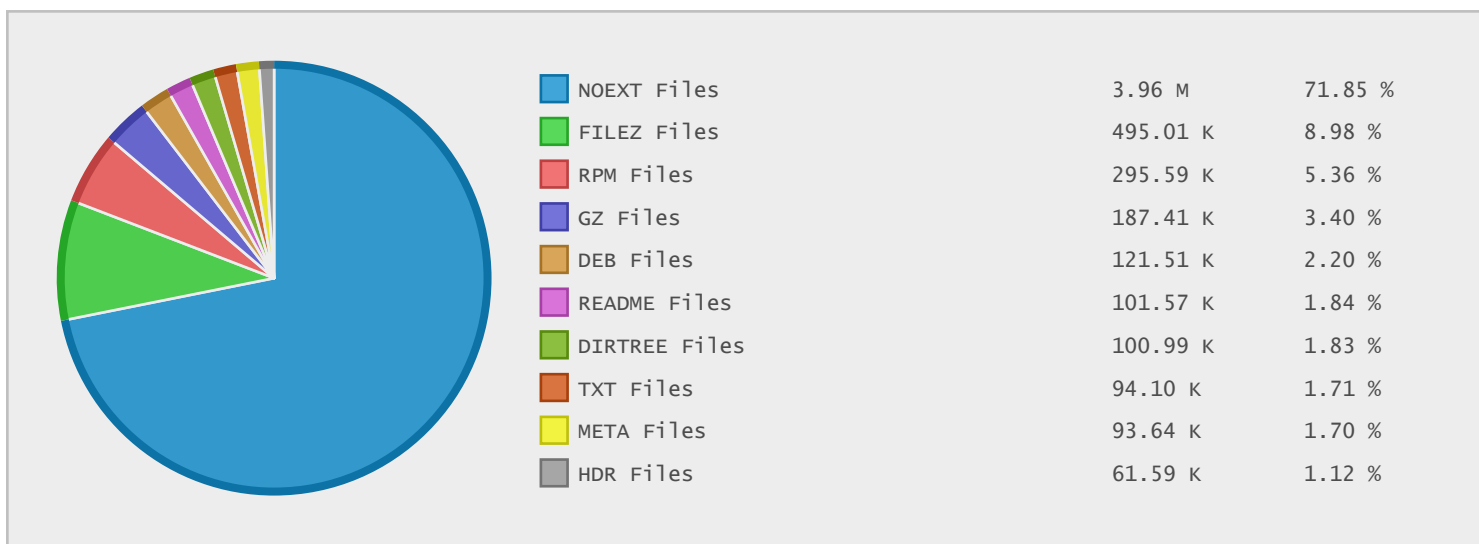 NOEXT Files 3.96 M 71.85 %
FILEZ Files 495.01 K 8.98 %
RPM Files 295.59 K 5.36 %
GZ Files 187.41 K 3.40 %
DEB Files 121.51 K 2.20 %
README Files 101.57 K 1.84 %
DIRTREE Files 100.99 K 1.83 %
TXT Files 94.10 K 1.71 %
META Files 93.64 K 1.70 %
HDR Files 61.59 K 1.12 %